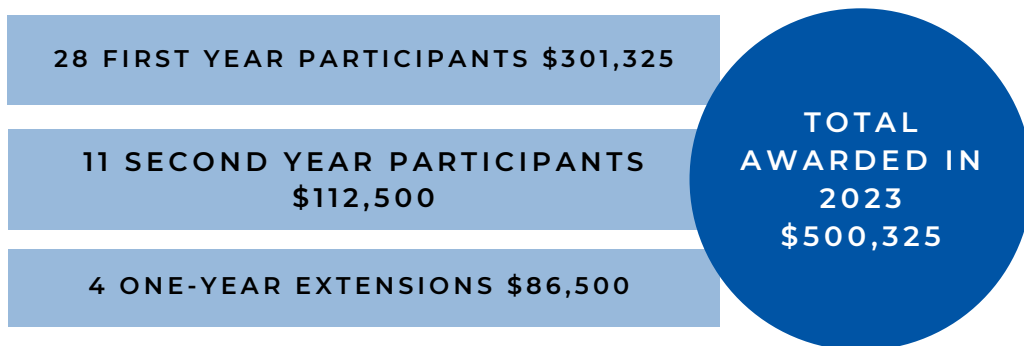 28 FIRST YEAR PARTICIPANTS $301,325
11 SECOND YEAR PARTICIPANTS
$112,500
4 ONE-YEAR EXTENSIONS $86,500
TOTAL
AWARDED IN
2023
$500,325